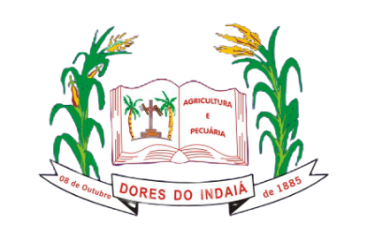 AGRICULTURA
E
PECUÁRIA
08 de Outubro
DORES DO INDAIÁ
de 1885